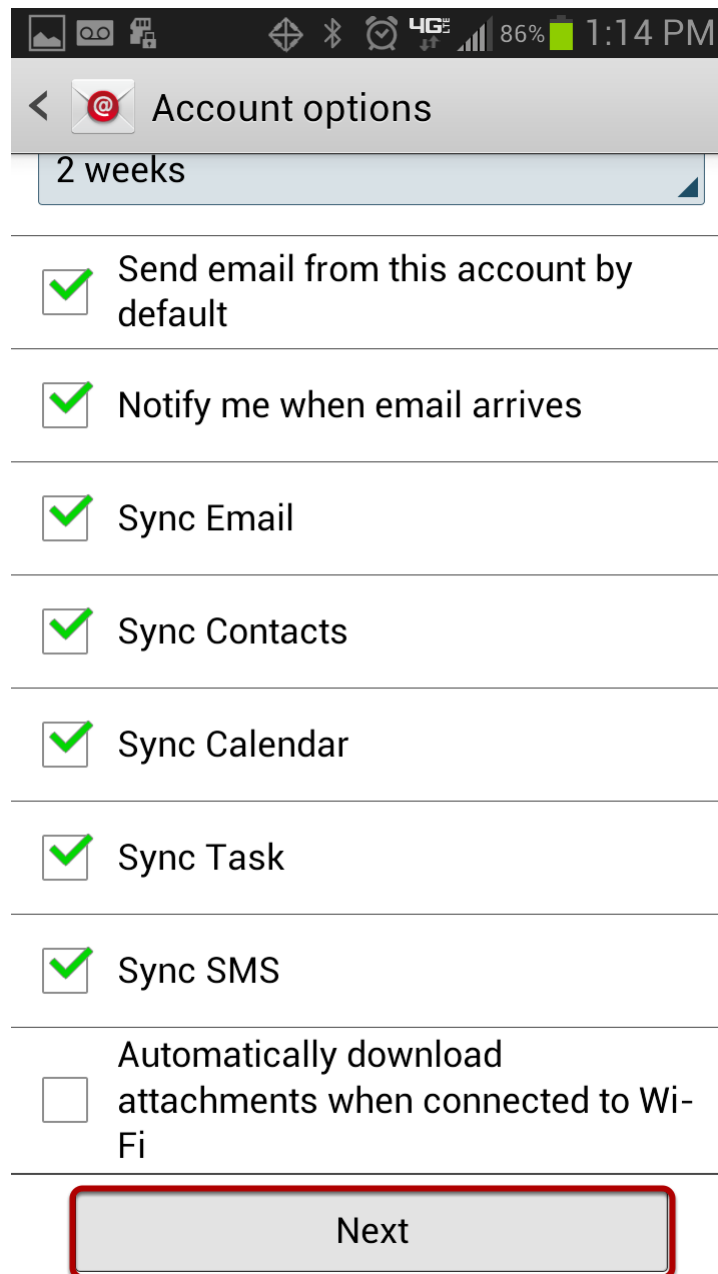 4G LTE 86% 1:14 PM
@ Account options
2 weeks
Send email from this account by
default
Notify me when email arrives
Sync Email
Sync Contacts
Sync Calendar
Sync Task
Sync SMS
Automatically download
attachments when connected to Wi-
Fi
Next